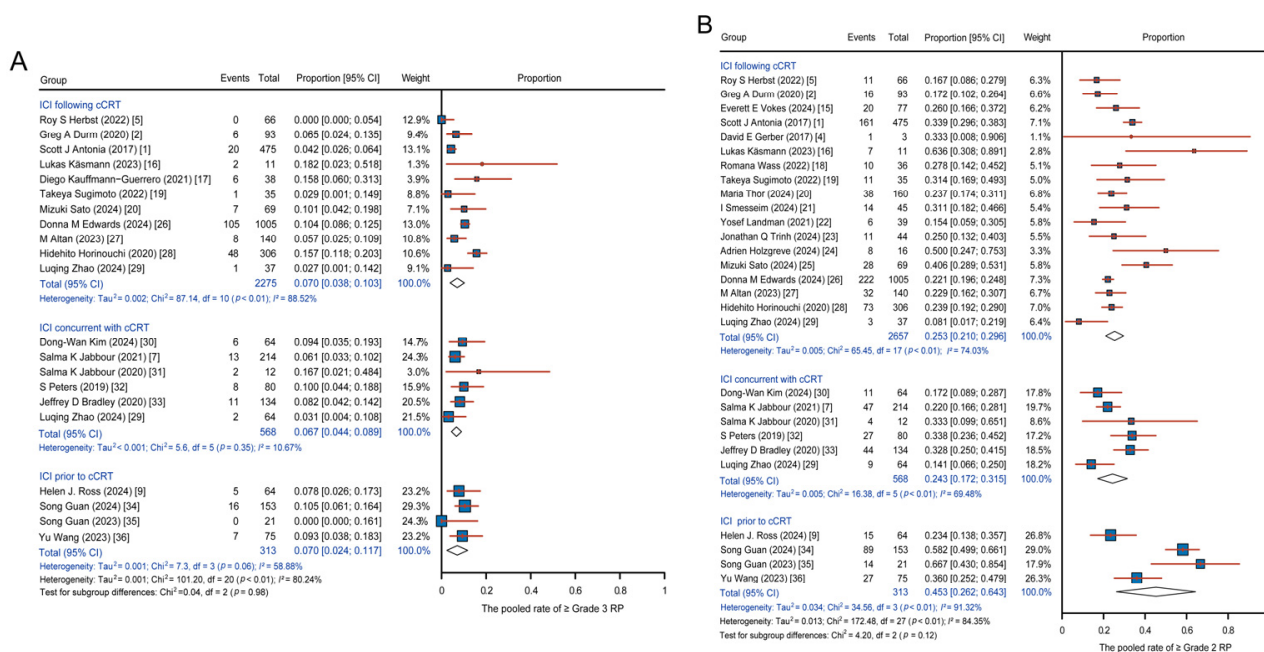 A
Group Events Total Proportion [95% CI] Weight Proportion
ICI following cCRT
Roy S Herbst (2022) [5] 0 66 0.000 [0.000; 0.054] 12.9%
Greg A Durm (2020) [2] 6 93 0.065 [0.024; 0.135] 9.4%
Scott J Antonia (2017) [1] 20 475 0.042 [0.026; 0.064] 13.1%
Lukas Käsmann (2023) [16] 2 11 0.182 [0.023; 0.518] 1.3%
Diego Kauffmann−Guerrero (2021) [17] 6 38 0.158 [0.060; 0.313] 3.9%
Takeya Sugimoto (2022) [19] 1 35 0.029 [0.001; 0.149] 8.8%
Mizuki Sato (2024) [20] 7 69 0.101 [0.042; 0.198] 7.1%
Donna M Edwards (2024) [26] 105 1005 0.104 [0.086; 0.125] 13.0%
M Altan (2023) [27] 8 140 0.057 [0.025; 0.109] 10.8%
Hidehito Horinouchi (2020) [28] 48 306 0.157 [0.118; 0.203] 10.6%
Luqing Zhao (2024) [29] 1 37 0.027 [0.001; 0.142] 9.1%
Total (95% CI) 2275 0.070 [0.038; 0.103] 100.0%
Heterogeneity: Tau² = 0.002; Chi² = 87.14, df = 10 (p < 0.01); I² = 88.52%
ICI concurrent with cCRT
Dong-Wan Kim (2024) [30] 6 64 0.094 [0.035; 0.193] 14.7%
Salma K Jabbour (2021) [7] 13 214 0.061 [0.033; 0.102] 24.3%
Salma K Jabbour (2020) [31] 2 12 0.167 [0.021; 0.484] 3.0%
S Peters (2019) [32] 8 80 0.100 [0.044; 0.188] 15.9%
Jeffrey D Bradley (2020) [33] 11 134 0.082 [0.042; 0.142] 20.5%
Luqing Zhao (2024) [29] 2 64 0.031 [0.004; 0.108] 21.5%
Total (95% CI) 568 0.067 [0.044; 0.089] 100.0%
Heterogeneity: Tau² < 0.001; Chi² = 5.6, df = 5 (p = 0.35); I² = 10.67%
ICI prior to cCRT
Helen J. Ross (2024) [9] 5 64 0.078 [0.026; 0.173] 23.2%
Song Guan (2024) [34] 16 153 0.105 [0.061; 0.164] 29.3%
Song Guan (2023) [35] 0 21 0.000 [0.000; 0.161] 24.3%
Yu Wang (2023) [36] 7 75 0.093 [0.038; 0.183] 23.2%
Total (95% CI) 313 0.070 [0.024; 0.117] 100.0%
Heterogeneity: Tau² = 0.001; Chi² = 7.3, df = 3 (p = 0.06); I² = 58.88%
Heterogeneity: Tau² = 0.001; Chi² = 101.20, df = 20 (p < 0.01); I² = 80.24%
Test for subgroup differences: Chi² =0.04, df = 2 (p = 0.98)
0 0.2 0.4 0.6 0.8 1
The pooled rate of ≥ Grade 3 RP
B
Group Events Total Proportion [95% CI] Weight Proportion
ICI following cCRT
Roy S Herbst (2022) [5] 11 66 0.167 [0.086; 0.279] 6.3%
Greg A Durm (2020) [2] 16 93 0.172 [0.102; 0.264] 6.6%
Everett E Vokes (2024) [15] 20 77 0.260 [0.166; 0.372] 6.2%
Scott J Antonia (2017) [1] 161 475 0.339 [0.296; 0.383] 7.1%
David E Gerber (2017) [4] 1 3 0.333 [0.008; 0.906] 1.1%
Lukas Käsmann (2023) [16] 7 11 0.636 [0.308; 0.891] 2.8%
Romana Wass (2022) [18] 10 36 0.278 [0.142; 0.452] 5.1%
Takeya Sugimoto (2022) [19] 11 35 0.314 [0.169; 0.493] 4.7%
Maria Thor (2024) [20] 38 160 0.237 [0.174; 0.311] 6.8%
I Smesseim (2024) [21] 14 45 0.311 [0.182; 0.466] 5.2%
Yosef Landman (2021) [22] 6 39 0.154 [0.059; 0.305] 5.8%
Jonathan Q Trinh (2024) [23] 11 44 0.250 [0.132; 0.403] 5.5%
Adrien Holzgreve (2024) [24] 8 16 0.500 [0.247; 0.753] 3.3%
Mizuki Sato (2024) [25] 28 69 0.406 [0.289; 0.531] 5.8%
Donna M Edwards (2024) [26] 222 1005 0.221 [0.196; 0.248] 7.3%
M Altan (2023) [27] 32 140 0.229 [0.162; 0.307] 6.7%
Hidehito Horinouchi (2020) [28] 73 306 0.239 [0.192; 0.290] 7.0%
Luqing Zhao (2024) [29] 3 37 0.081 [0.017; 0.219] 6.4%
Total (95% CI) 2657 0.253 [0.210; 0.296] 100.0%
Heterogeneity: Tau² = 0.005; Chi² = 65.45, df = 17 (p < 0.01); I² = 74.03%
ICI concurrent with cCRT
Dong-Wan Kim (2024) [30] 11 64 0.172 [0.089; 0.287] 17.8%
Salma K Jabbour (2021) [7] 47 214 0.220 [0.166; 0.281] 19.7%
Salma K Jabbour (2020) [31] 4 12 0.333 [0.099; 0.651] 8.6%
S Peters (2019) [32] 27 80 0.338 [0.236; 0.452] 17.2%
Jeffrey D Bradley (2020) [33] 44 134 0.328 [0.250; 0.415] 18.5%
Luqing Zhao (2024) [29] 9 64 0.141 [0.066; 0.250] 18.2%
Total (95% CI) 568 0.243 [0.172; 0.315] 100.0%
Heterogeneity: Tau² = 0.005; Chi² = 16.38, df = 5 (p < 0.01); I² = 69.48%
ICI prior to cCRT
Helen J. Ross (2024) [9] 15 64 0.234 [0.138; 0.357] 26.8%
Song Guan (2024) [34] 89 153 0.582 [0.499; 0.661] 29.0%
Song Guan (2023) [35] 14 21 0.667 [0.430; 0.854] 17.9%
Yu Wang (2023) [36] 27 75 0.360 [0.252; 0.479] 26.3%
Total (95% CI) 313 0.453 [0.262; 0.643] 100.0%
Heterogeneity: Tau² = 0.034; Chi² = 34.56, df = 3 (p < 0.01); I² = 91.32%
Heterogeneity: Tau² = 0.013; Chi² = 172.48, df = 27 (p < 0.01); I² = 84.35%
Test for subgroup differences: Chi² = 4.20, df = 2 (p = 0.12)
0 0.2 0.4 0.6 0.8 1
The pooled rate of ≥ Grade 2 RP